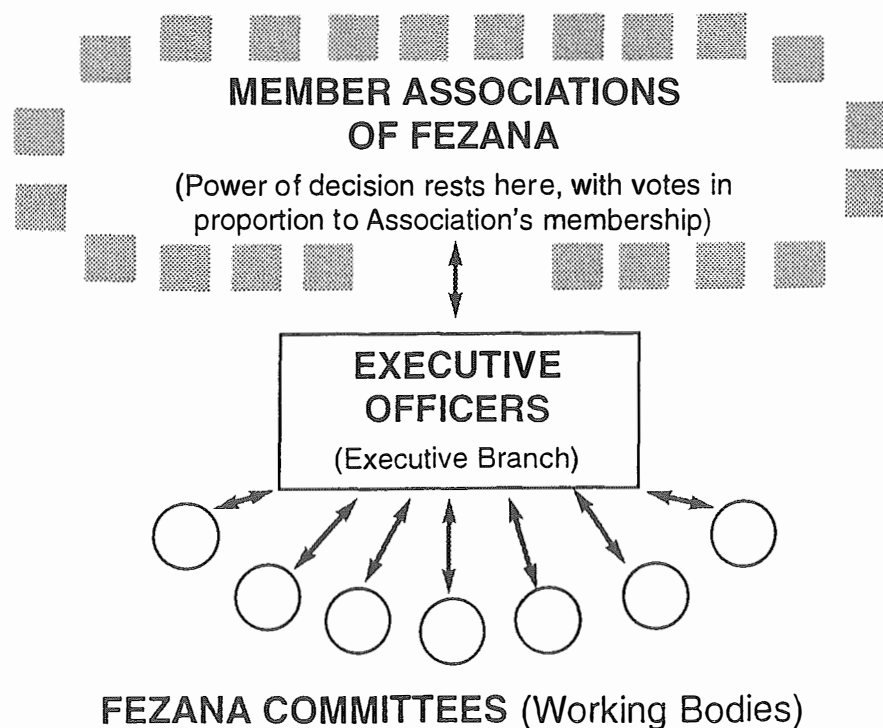 MEMBER ASSOCIATIONS
OF FEZANA
(Power of decision rests here, with votes in
proportion to Association's membership)
EXECUTIVE
OFFICERS
(Executive Branch)
FEZANA COMMITTEES (Working Bodies)